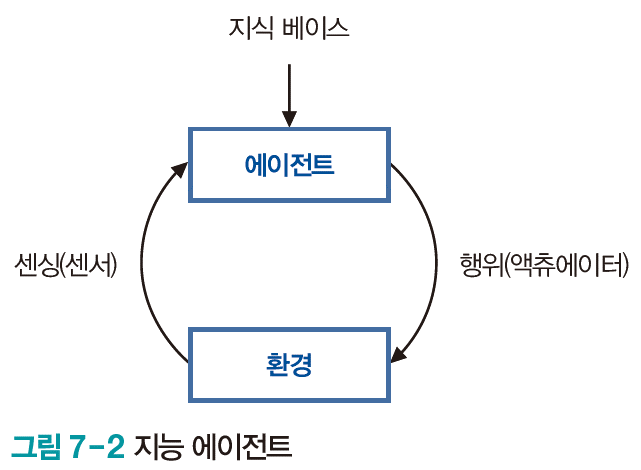 지식 베이스
에이전트
센싱(센서)
행위(액츄에이터)
환경
그림 7-2 지능 에이전트